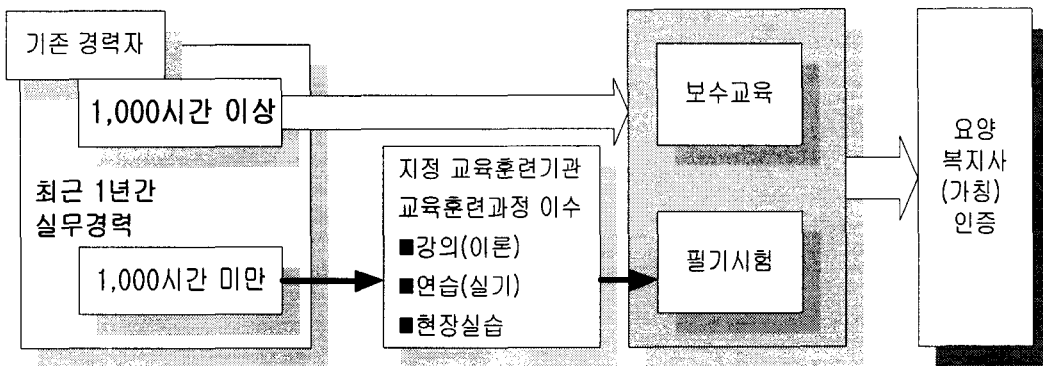 기존 경력자
1,000시간 이상
최근 1년간
실무경력
1,000시간 미만
지정 교육훈련기관
교육훈련과정 이수
■강의(이론)
■연습(실기)
■현장실습
보수교육
필기시험
요양
복지사
(가칭)
인증